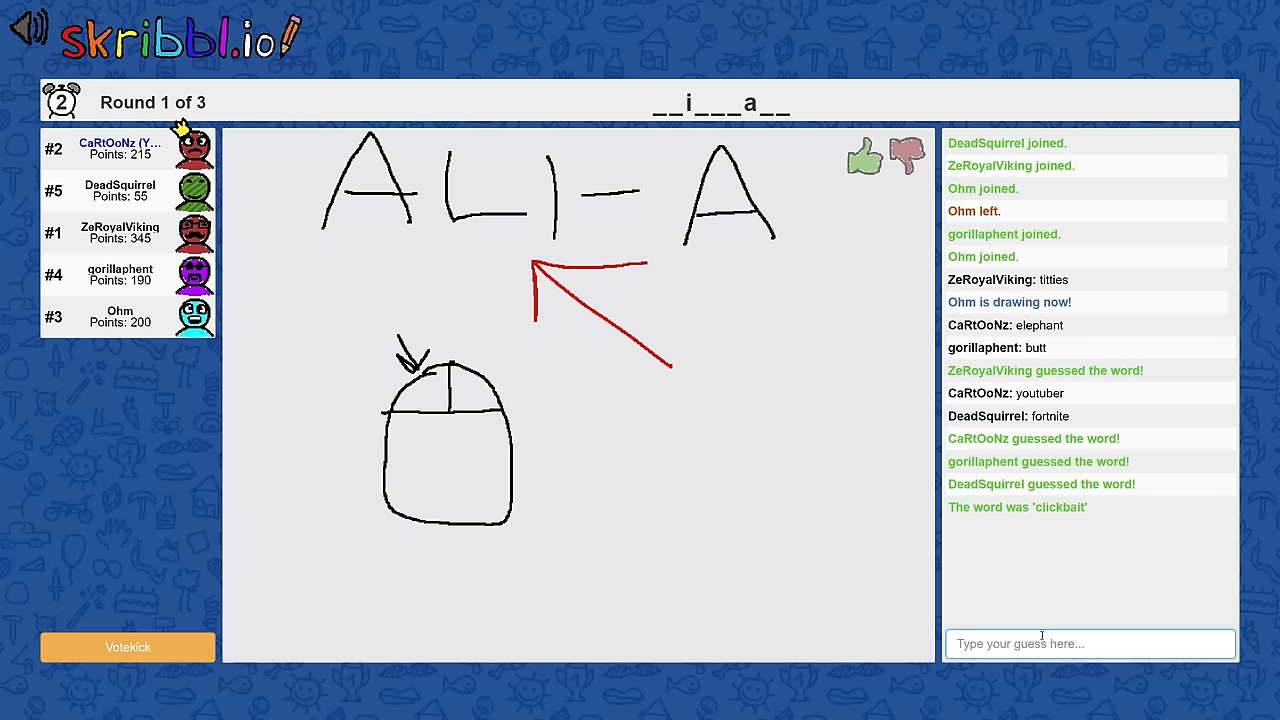 skribbl.io!
2 Round 1 of 3 __i___a__
#2 CaRtOoNz (Y...
Points: 215
#5 DeadSquirrel
Points: 55
#1 ZeRoyalViking
Points: 345
#4 gorillaphent
Points: 190
#3 Ohm
Points: 200
Votekick
A L I - A
DeadSquirrel joined.
ZeRoyalViking joined.
Ohm joined.
Ohm left.
gorillaphent joined.
Ohm joined.
ZeRoyalViking: titties
Ohm is drawing now!
CaRtOoNz: elephant
gorillaphent: butt
ZeRoyalViking guessed the word!
CaRtOoNz: youtuber
DeadSquirrel: fortnite
CaRtOoNz guessed the word!
gorillaphent guessed the word!
DeadSquirrel guessed the word!
The word was 'clickbait'
Type your guess here...